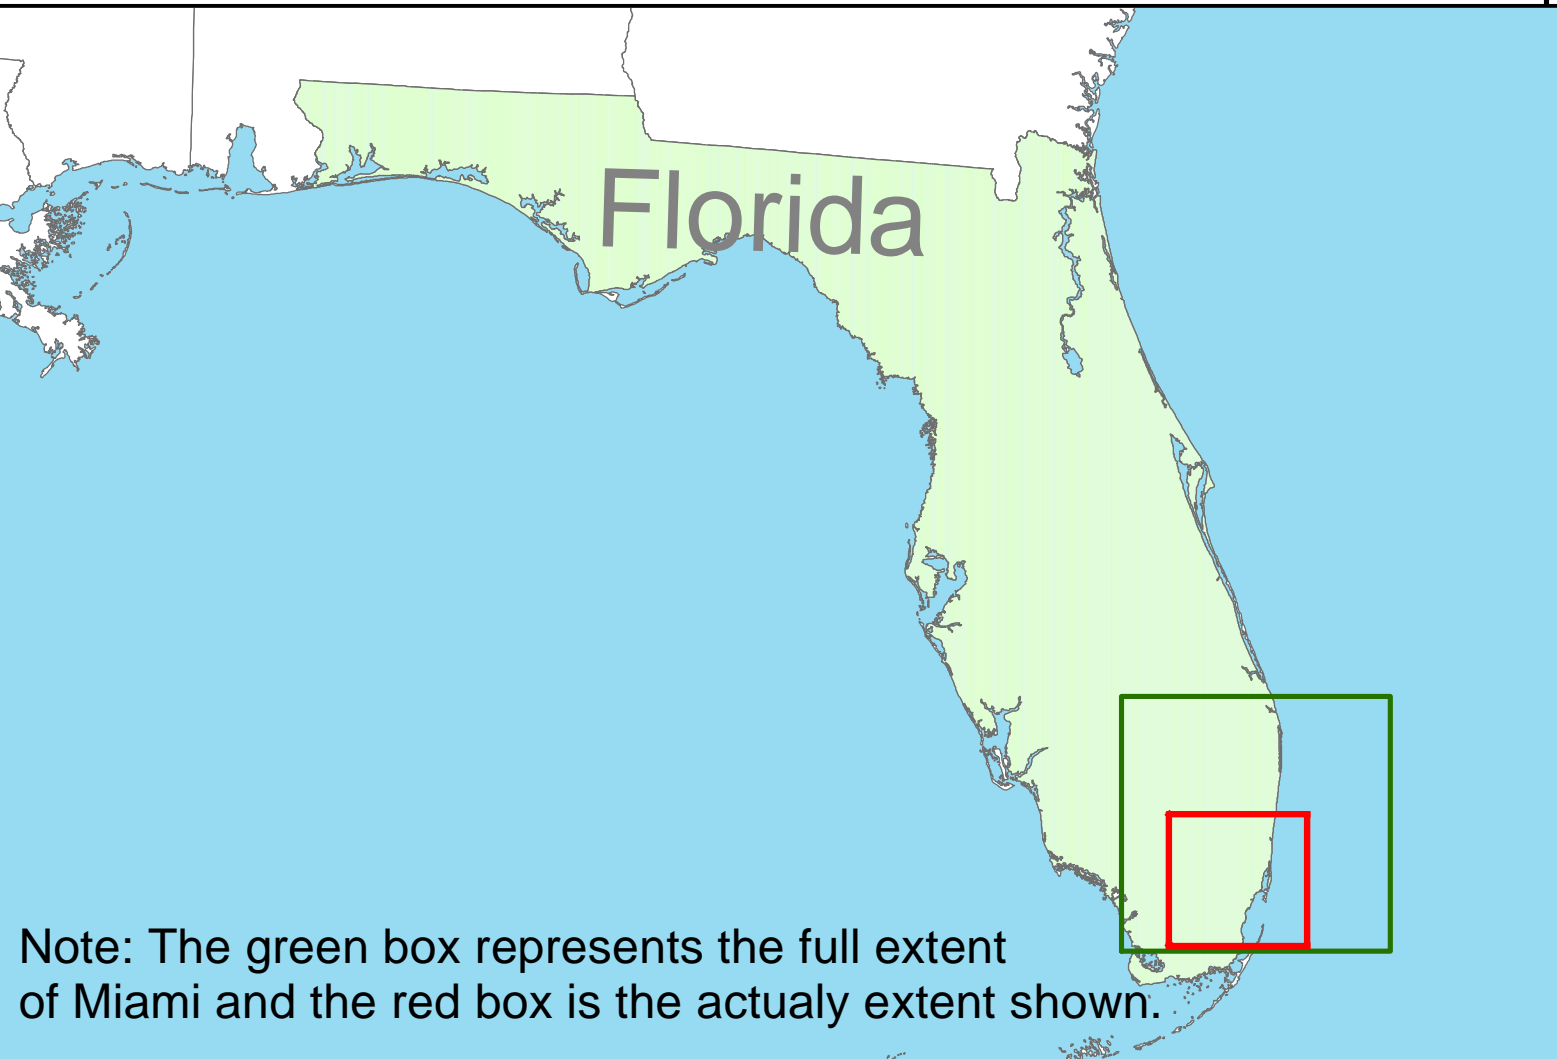 Florida
Note: The green box represents the full extent
of Miami and the red box is the actualy extent shown.